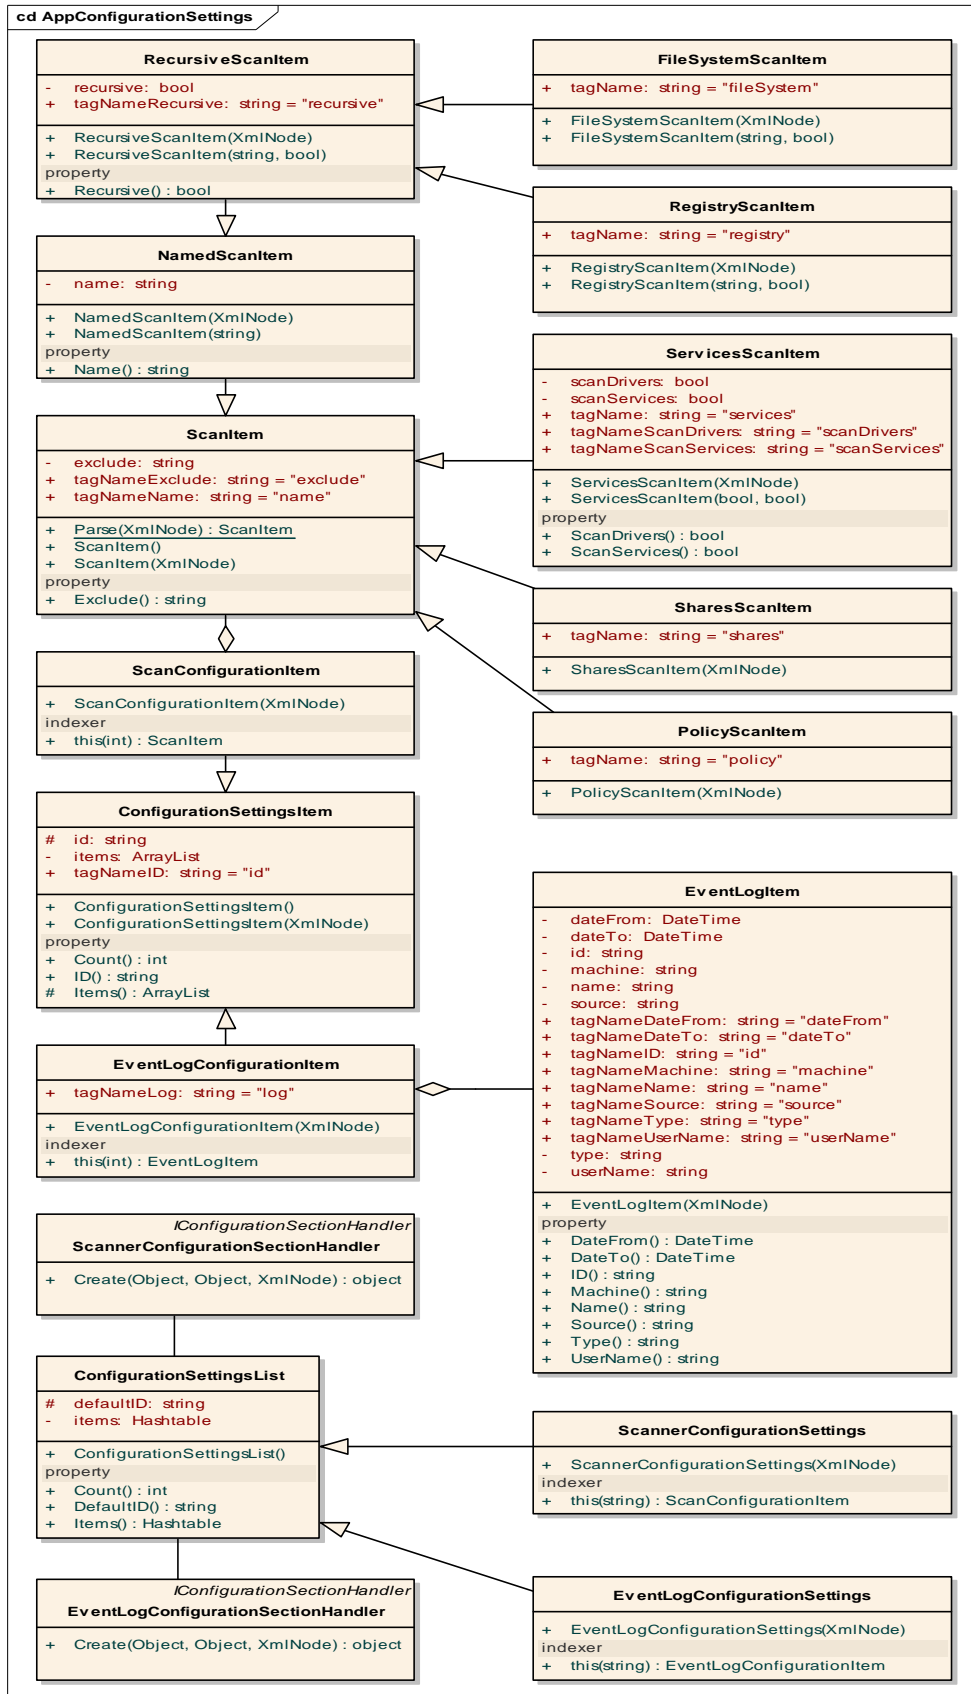 cd AppConfigurationSettings
RecursiveScanItem
- recursive: bool
+ tagNameRecursive: string = "recursive"
+ RecursiveScanItem(XmlNode)
+ RecursiveScanItem(string, bool)
property
+ Recursive() : bool
FileSystemScanItem
+ tagName: string = "fileSystem"
+ FileSystemScanItem(XmlNode)
+ FileSystemScanItem(string, bool)
RegistryScanItem
+ tagName: string = "registry"
+ RegistryScanItem(XmlNode)
+ RegistryScanItem(string, bool)
NamedScanItem
- name: string
+ NamedScanItem(XmlNode)
+ NamedScanItem(string)
property
+ Name() : string
ServicesScanItem
- scanDrivers: bool
- scanServices: bool
+ tagName: string = "services"
+ tagNameScanDrivers: string = "scanDrivers"
+ tagNameScanServices: string = "scanServices"
+ ServicesScanItem(XmlNode)
+ ServicesScanItem(bool, bool)
property
+ ScanDrivers() : bool
+ ScanServices() : bool
ScanItem
- exclude: string
+ tagNameExclude: string = "exclude"
+ tagNameName: string = "name"
+ Parse(XmlNode) : ScanItem
+ ScanItem()
+ ScanItem(XmlNode)
property
+ Exclude() : string
SharesScanItem
+ tagName: string = "shares"
+ SharesScanItem(XmlNode)
ScanConfigurationItem
+ ScanConfigurationItem(XmlNode)
indexer
+ this(int) : ScanItem
PolicyScanItem
+ tagName: string = "policy"
+ PolicyScanItem(XmlNode)
ConfigurationSettingsItem
# id: string
- items: ArrayList
+ tagNameID: string = "id"
+ ConfigurationSettingsItem()
+ ConfigurationSettingsItem(XmlNode)
property
+ Count() : int
+ ID() : string
# Items() : ArrayList
EventLogItem
- dateFrom: DateTime
- dateTo: DateTime
- id: string
- machine: string
- name: string
- source: string
+ tagNameDateFrom: string = "dateFrom"
+ tagNameDateTo: string = "dateTo"
+ tagNameID: string = "id"
+ tagNameMachine: string = "machine"
+ tagNameName: string = "name"
+ tagNameSource: string = "source"
+ tagNameType: string = "type"
+ tagNameUserName: string = "userName"
- type: string
- userName: string
+ EventLogItem(XmlNode)
property
+ DateFrom() : DateTime
+ DateTo() : DateTime
+ ID() : string
+ Machine() : string
+ Name() : string
+ Source() : string
+ Type() : string
+ UserName() : string
EventLogConfigurationItem
+ tagNameLog: string = "log"
+ EventLogConfigurationItem(XmlNode)
indexer
+ this(int) : EventLogItem
IConfigurationSectionHandler
ScannerConfigurationSectionHandler
+ Create(Object, Object, XmlNode) : object
ConfigurationSettingsList
# defaultID: string
- items: Hashtable
+ ConfigurationSettingsList()
property
+ Count() : int
+ DefaultID() : string
+ Items() : Hashtable
ScannerConfigurationSettings
+ ScannerConfigurationSettings(XmlNode)
indexer
+ this(string) : ScanConfigurationItem
IConfigurationSectionHandler
EventLogConfigurationSectionHandler
+ Create(Object, Object, XmlNode) : object
EventLogConfigurationSettings
+ EventLogConfigurationSettings(XmlNode)
indexer
+ this(string) : EventLogConfigurationItem